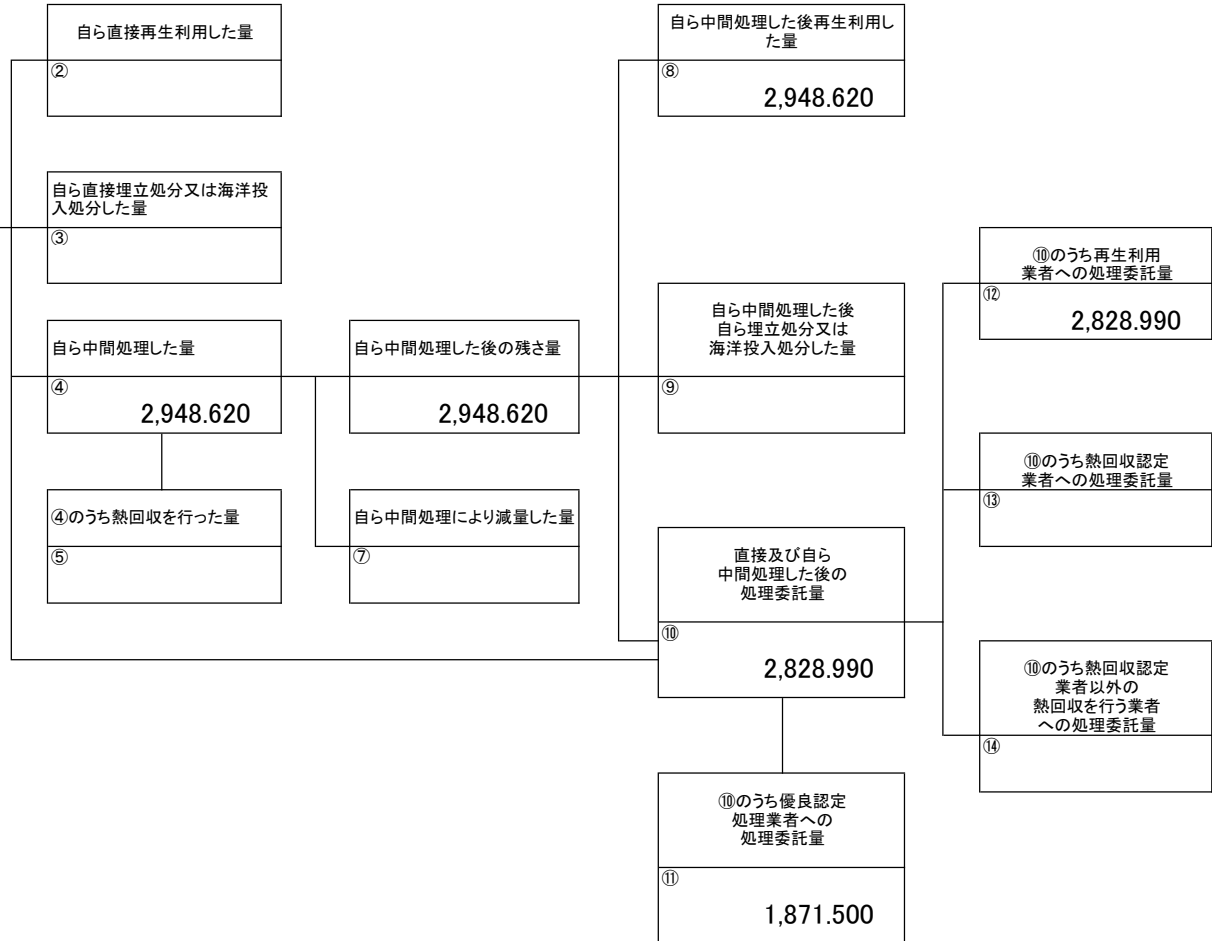 自ら直接再生利用した量
②
自ら直接埋立処分又は海洋投
入処分した量
③
自ら中間処理した量
④
2,948.620
④のうち熱回収を行った量
⑤
自ら中間処理した後の残さ量
2,948.620
自ら中間処理により減量した量
⑦
自ら中間処理した後再生利用し
た量
⑧
2,948.620
自ら中間処理した後
自ら埋立処分又は
海洋投入処分した量
⑨
直接及び自ら
中間処理した後の
処理委託量
⑩
2,828.990
⑩のうち優良認定
処理業者への
処理委託量
⑪
1,871.500
⑩のうち再生利用
業者への処理委託量
⑫
2,828.990
⑩のうち熱回収認定
業者への処理委託量
⑬
⑩のうち熱回収認定
業者以外の
熱回収を行う業者
への処理委託量
⑭